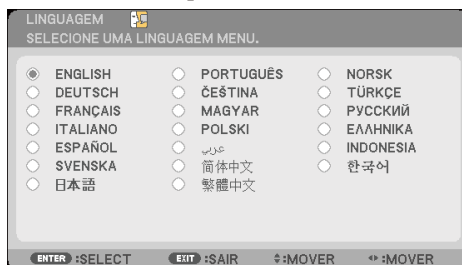 LINGUAGEM
SELECIONE UMA LINGUAGEM MENU.
ENGLISH PORTUGUÊS NORSK
DEUTSCH ČEŠTINA TÜRKÇE
FRANÇAIS MAGYAR РУССКИЙ
ITALIANO POLSKI ΕΛΛΗΝΙΚΑ
ESPAÑOL عربي INDONESIA
SVENSKA 简体中文 한국어
日本語 繁體中文
ENTER :SELECT EXIT :SAIR :MOVER :MOVER